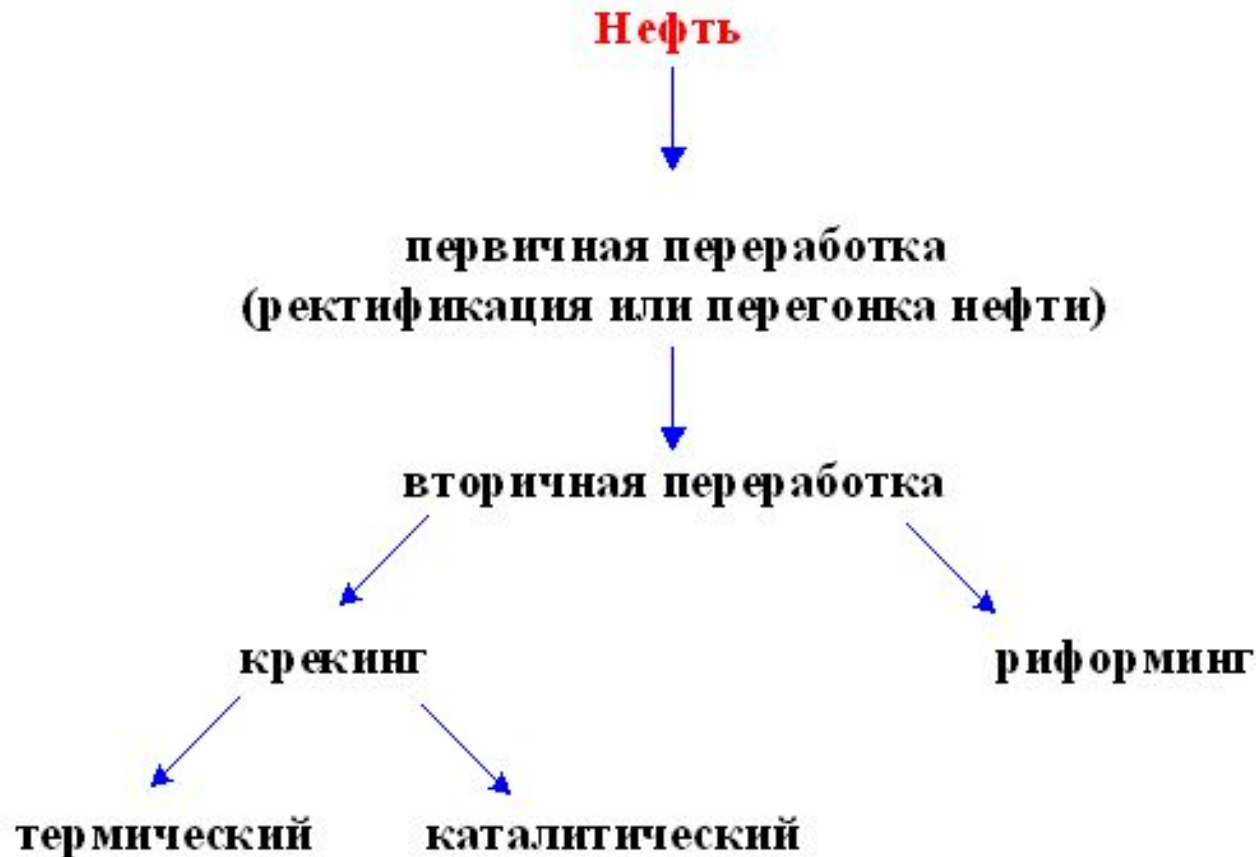 Нефть
первичная переработка
(ректификация или перегонка нефти)
вторичная переработка
крекинг
риформинг
термический
каталитический